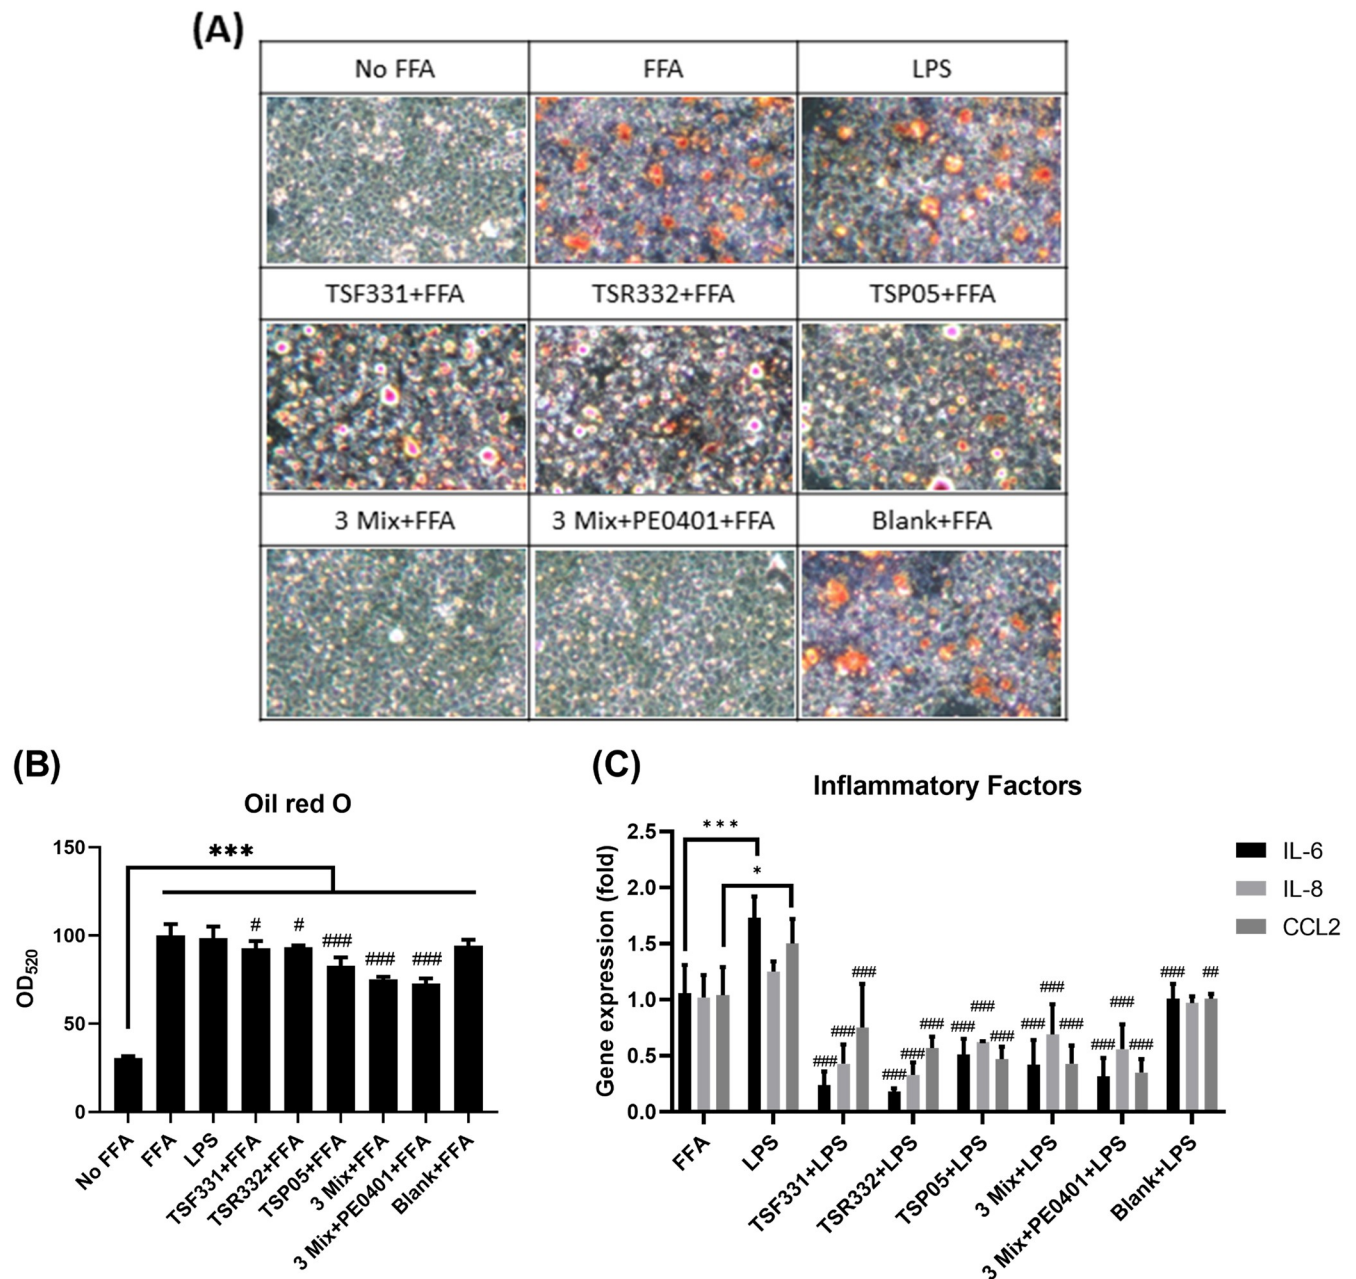 (A)
No FFA FFA LPS
TSF331+FFA TSR332+FFA TSP05+FFA
3 Mix+FFA 3 Mix+PE0401+FFA Blank+FFA
(B)
Oil red O
OD520
150
100
50
0
***
# # ### ### ###
No FFA
FFA
LPS
TSF331+FFA
TSR332+FFA
TSP05+FFA
3 Mix+FFA
3 Mix+PE0401+FFA
Blank+FFA
(C)
Inflammatory Factors
Gene expression (fold)
2.5
2.0
1.5
1.0
0.5
0.0
***
*
### ### ###
### ### ###
### ### ###
### ### ###
### ### ###
### ##
FFA
LPS
TSF331+LPS
TSR332+LPS
TSP05+LPS
3 Mix+LPS
3 Mix+PE0401+LPS
Blank+LPS
IL-6
IL-8
CCL2